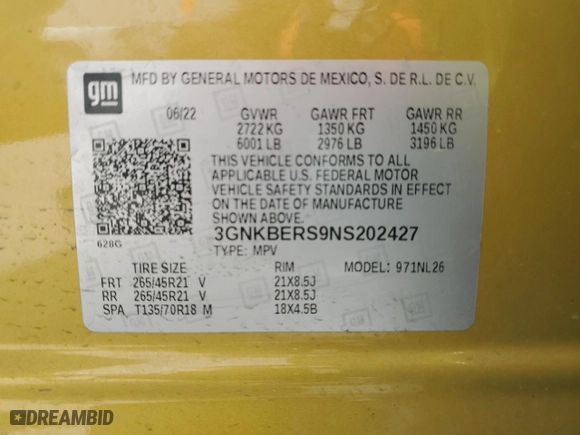 gm
MFD BY GENERAL MOTORS DE MEXICO, S. DE R.L. DE C.V.
06/22 GVWR GAWR FRT GAWR RR
2722 KG 1350 KG 1450 KG
6001 LB 2976 LB 3196 LB
THIS VEHICLE CONFORMS TO ALL
APPLICABLE U.S. FEDERAL MOTOR
VEHICLE SAFETY STANDARDS IN EFFECT
ON THE DATE OF MANUFACTURE
SHOWN ABOVE.
3GNKBERS9NS202427
628G
TYPE: MPV
TIRE SIZE RIM MODEL: 971NL26
FRT 265/45R21 V 21X8.5J
RR 265/45R21 V 21X8.5J
SPA T135/70R18 M 18X4.5B
DREAMBID